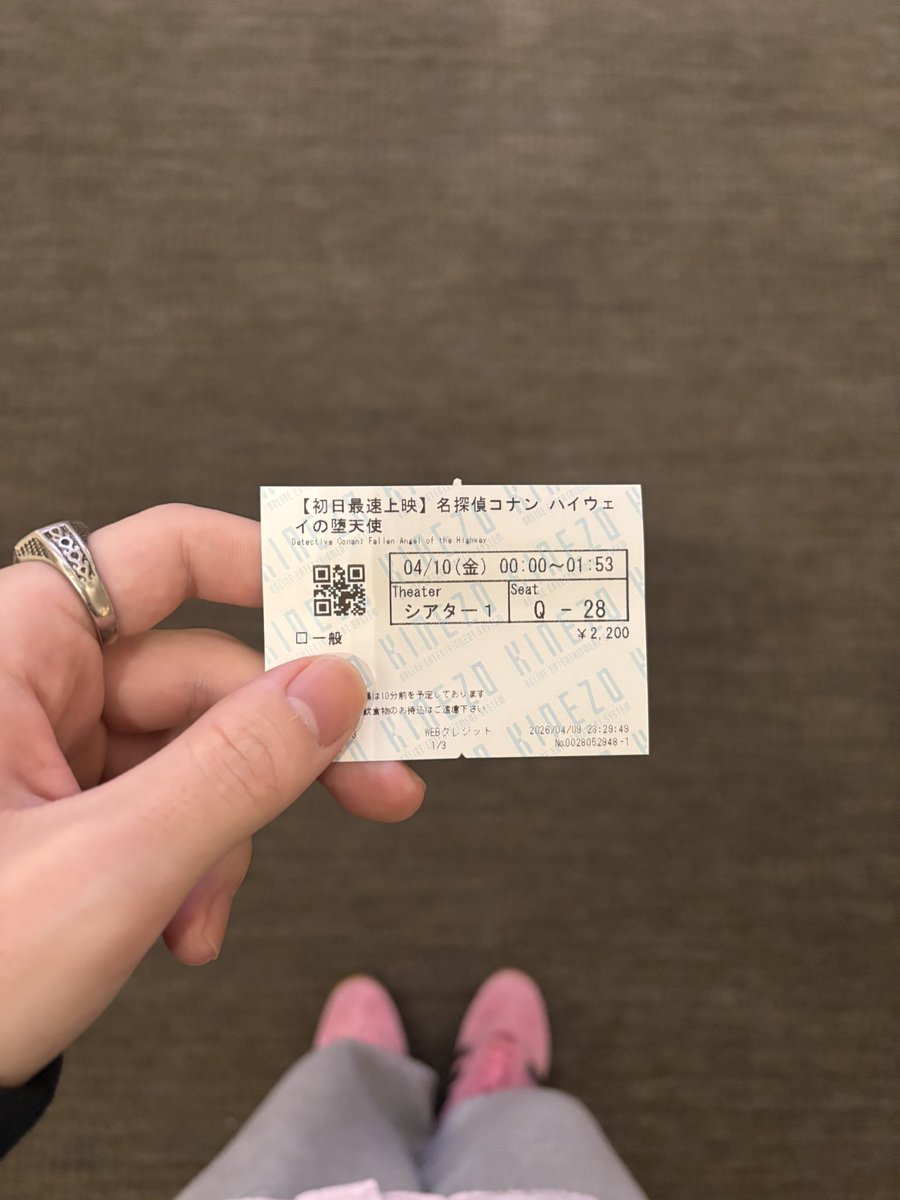 【初日最速上映】名探偵コナン ハイウェ
イの堕天使
Detective Conan: Fallen Angel of the Highway
04/10(金) 00:00～01:53
Theater
シアター1
Seat
Q - 28
￥2,200
□一般
は10分前を予定しております
飲食物のお持込はご遠慮下さい
WEBクレジット
1/3
2026/04/09 23:29:49
No.0028052948-1
KINEZO
ONLINE ENTERTAINMENT SYSTEM